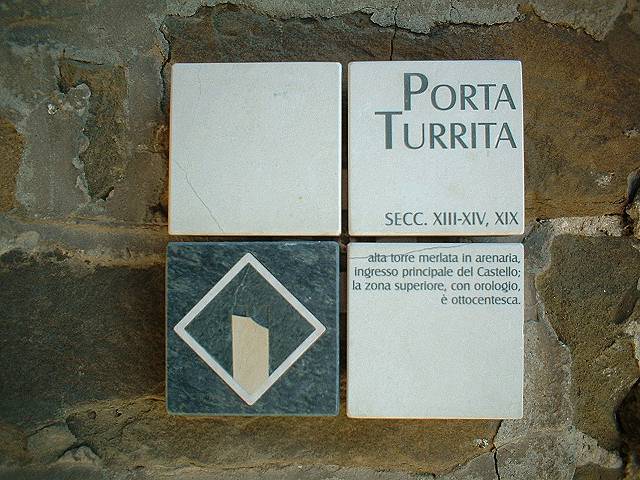 PORTA
TURRITA
SECC. XIII-XIV, XIX
alta torre merlata in arenaria,
ingresso principale del Castello;
la zona superiore, con orologio,
è ottocentesca.